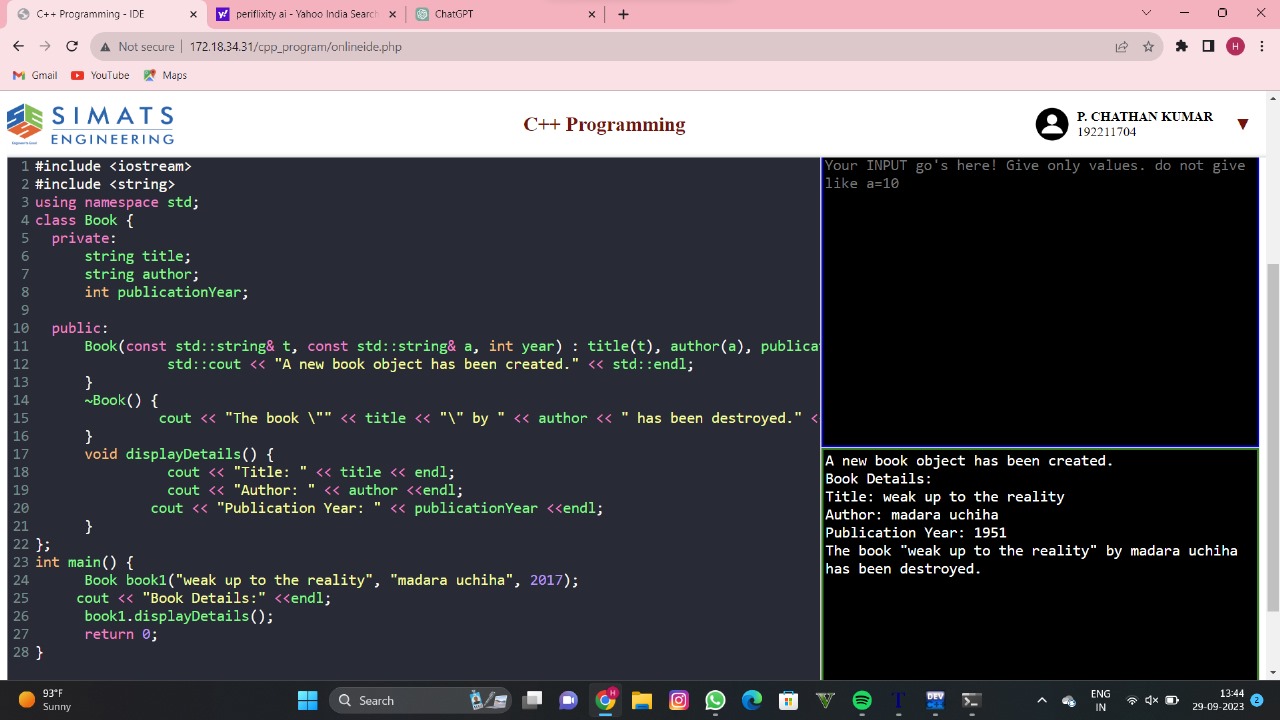 C++ Programming - IDE
periflixity ai - Yahoo India Search
ChatGPT
Not secure
172.18.34.31/cpp_program/onlineide.php
H
Gmail
YouTube
Maps
SIMATS
ENGINEERING
C++ Programming
P. CHATHAN KUMAR
192211704
1 #include <iostream>
2 #include <string>
3 using namespace std;
4 class Book {
5   private:
6       string title;
7       string author;
8       int publicationYear;
9
10   public:
11       Book(const std::string& t, const std::string& a, int year) : title(t), author(a), publica
12                 std::cout << "A new book object has been created." << std::endl;
13       }
14       ~Book() {
15                cout << "The book \"" << title << "\" by " << author << " has been destroyed." <<
16       }
17       void displayDetails() {
18                 cout << "Title: " << title << endl;
19                 cout << "Author: " << author <<endl;
20               cout << "Publication Year: " << publicationYear <<endl;
21       }
22 };
23 int main() {
24       Book book1("weak up to the reality", "madara uchiha", 2017);
25      cout << "Book Details:" <<endl;
26       book1.displayDetails();
27       return 0;
28 }
Your INPUT go's here! Give only values. do not give
like a=10
A new book object has been created.
Book Details:
Title: weak up to the reality
Author: madara uchiha
Publication Year: 1951
The book "weak up to the reality" by madara uchiha
has been destroyed.
93°F
Sunny
Search
H
T
DEV
ENG
IN
13:44
29-09-2023
2